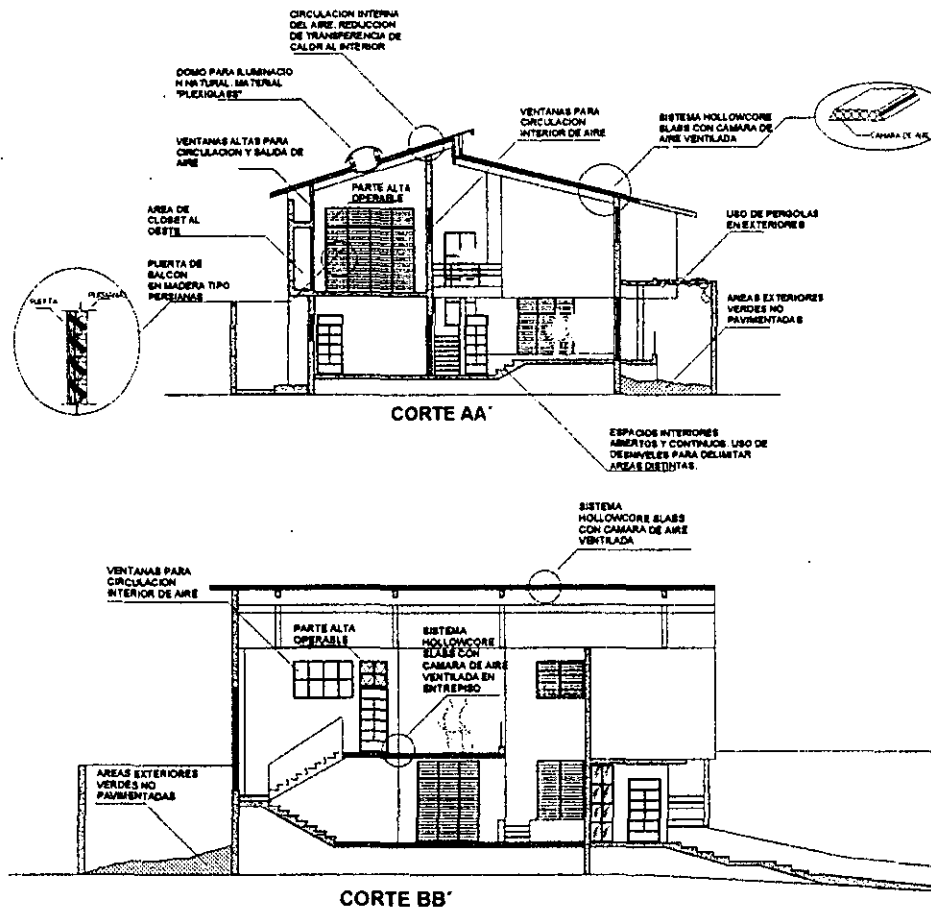 CIRCULACION INTERNA
DEL AIRE. REDUCCION
DE TRANSFERENCIA DE
CALOR AL INTERIOR
DOMO PARA ILUMINACIO
N NATURAL. MATERIAL
"PLEXIGLASS"
VENTANAS ALTAS PARA
CIRCULACION Y SALIDA DE
AIRE
PARTE ALTA
OPERABLE
VENTANAS PARA
CIRCULACION
INTERIOR DE AIRE
SISTEMA HOLLOWCORE
SLABS CON CAMARA DE
AIRE VENTILADA
CAMARA DE AIRE
AREA DE
CLOSET AL
OESTE
PUERTA DE
BALCON
EN MADERA TIPO
PERSIANAS
PUERTA
PERSIANAS
USO DE PERGOLAS
EN EXTERIORES
AREAS EXTERIORES
VERDES NO
PAVIMENTADAS
CORTE AA´
ESPACIOS INTERIORES
ABIERTOS Y CONTINUOS. USO DE
DESNIVELES PARA DELIMITAR
AREAS DISTINTAS.
SISTEMA
HOLLOWCORE SLABS
CON CAMARA DE AIRE
VENTILADA
VENTANAS PARA
CIRCULACION
INTERIOR DE AIRE
PARTE ALTA
OPERABLE
SISTEMA
HOLLOWCORE
SLABS CON
CAMARA DE AIRE
VENTILADA EN
ENTREPISO
AREAS EXTERIORES
VERDES NO
PAVIMENTADAS
CORTE BB´